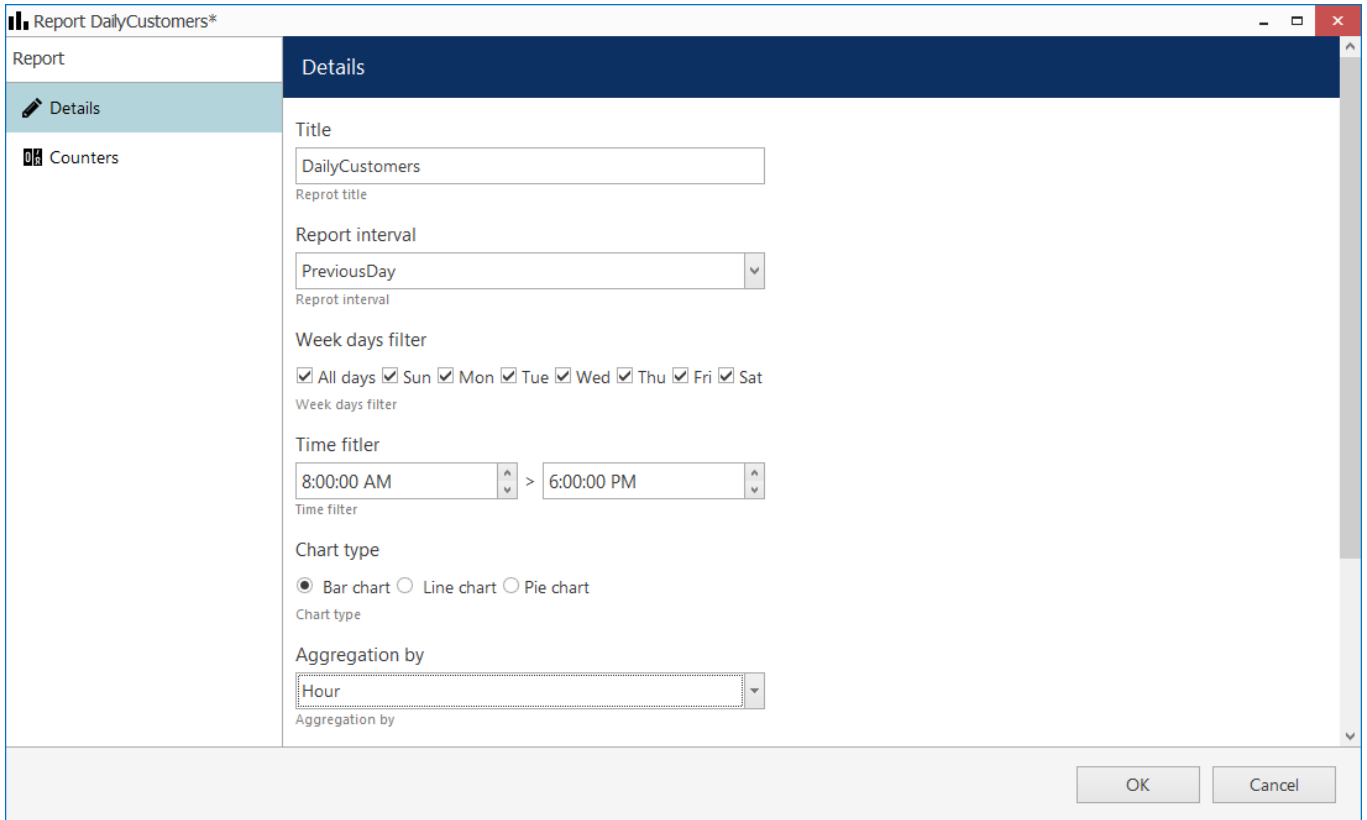 Report DailyCustomers*
Report
Details
Details
Counters
Title
DailyCustomers
Reprot title
Report interval
PreviousDay
Reprot interval
Week days filter
All days Sun Mon Tue Wed Thu Fri Sat
Week days filter
Time fitler
8:00:00 AM > 6:00:00 PM
Time filter
Chart type
Bar chart Line chart Pie chart
Chart type
Aggregation by
Hour
Aggregation by
OK Cancel